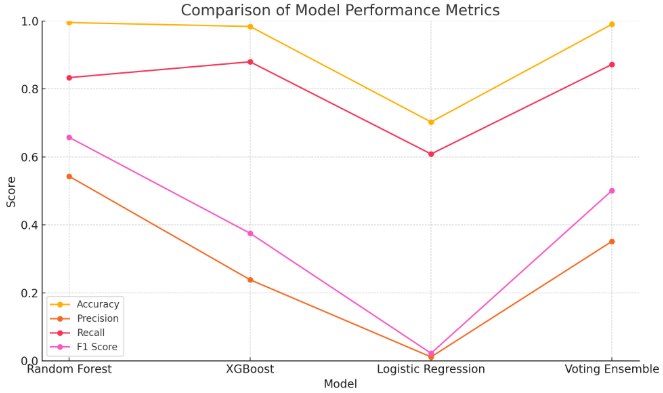 Comparison of Model Performance Metrics
1.0
0.8
0.6
0.4
0.2
0.0
Score
Accuracy
Precision
Recall
F1 Score
Random Forest XGBoost Logistic Regression Voting Ensemble
Model